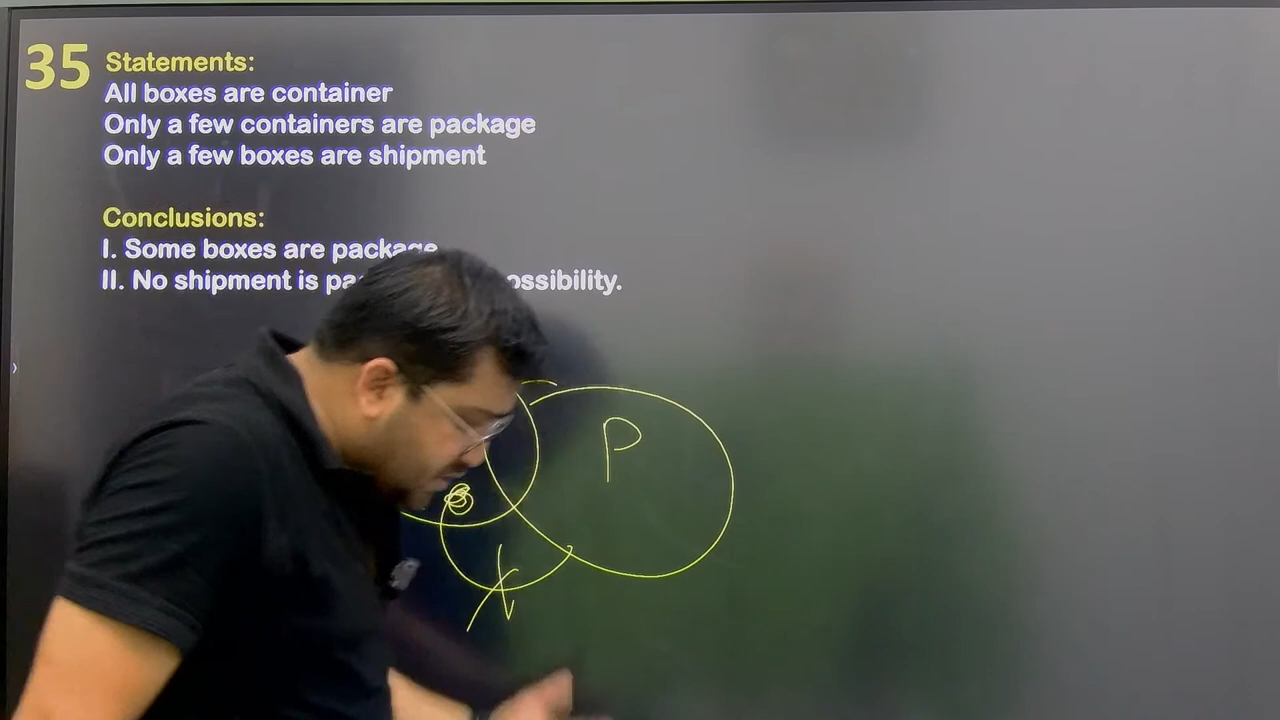 35 Statements:
All boxes are container
Only a few containers are package
Only a few boxes are shipment
Conclusions:
I. Some boxes are package
II. No shipment is
P